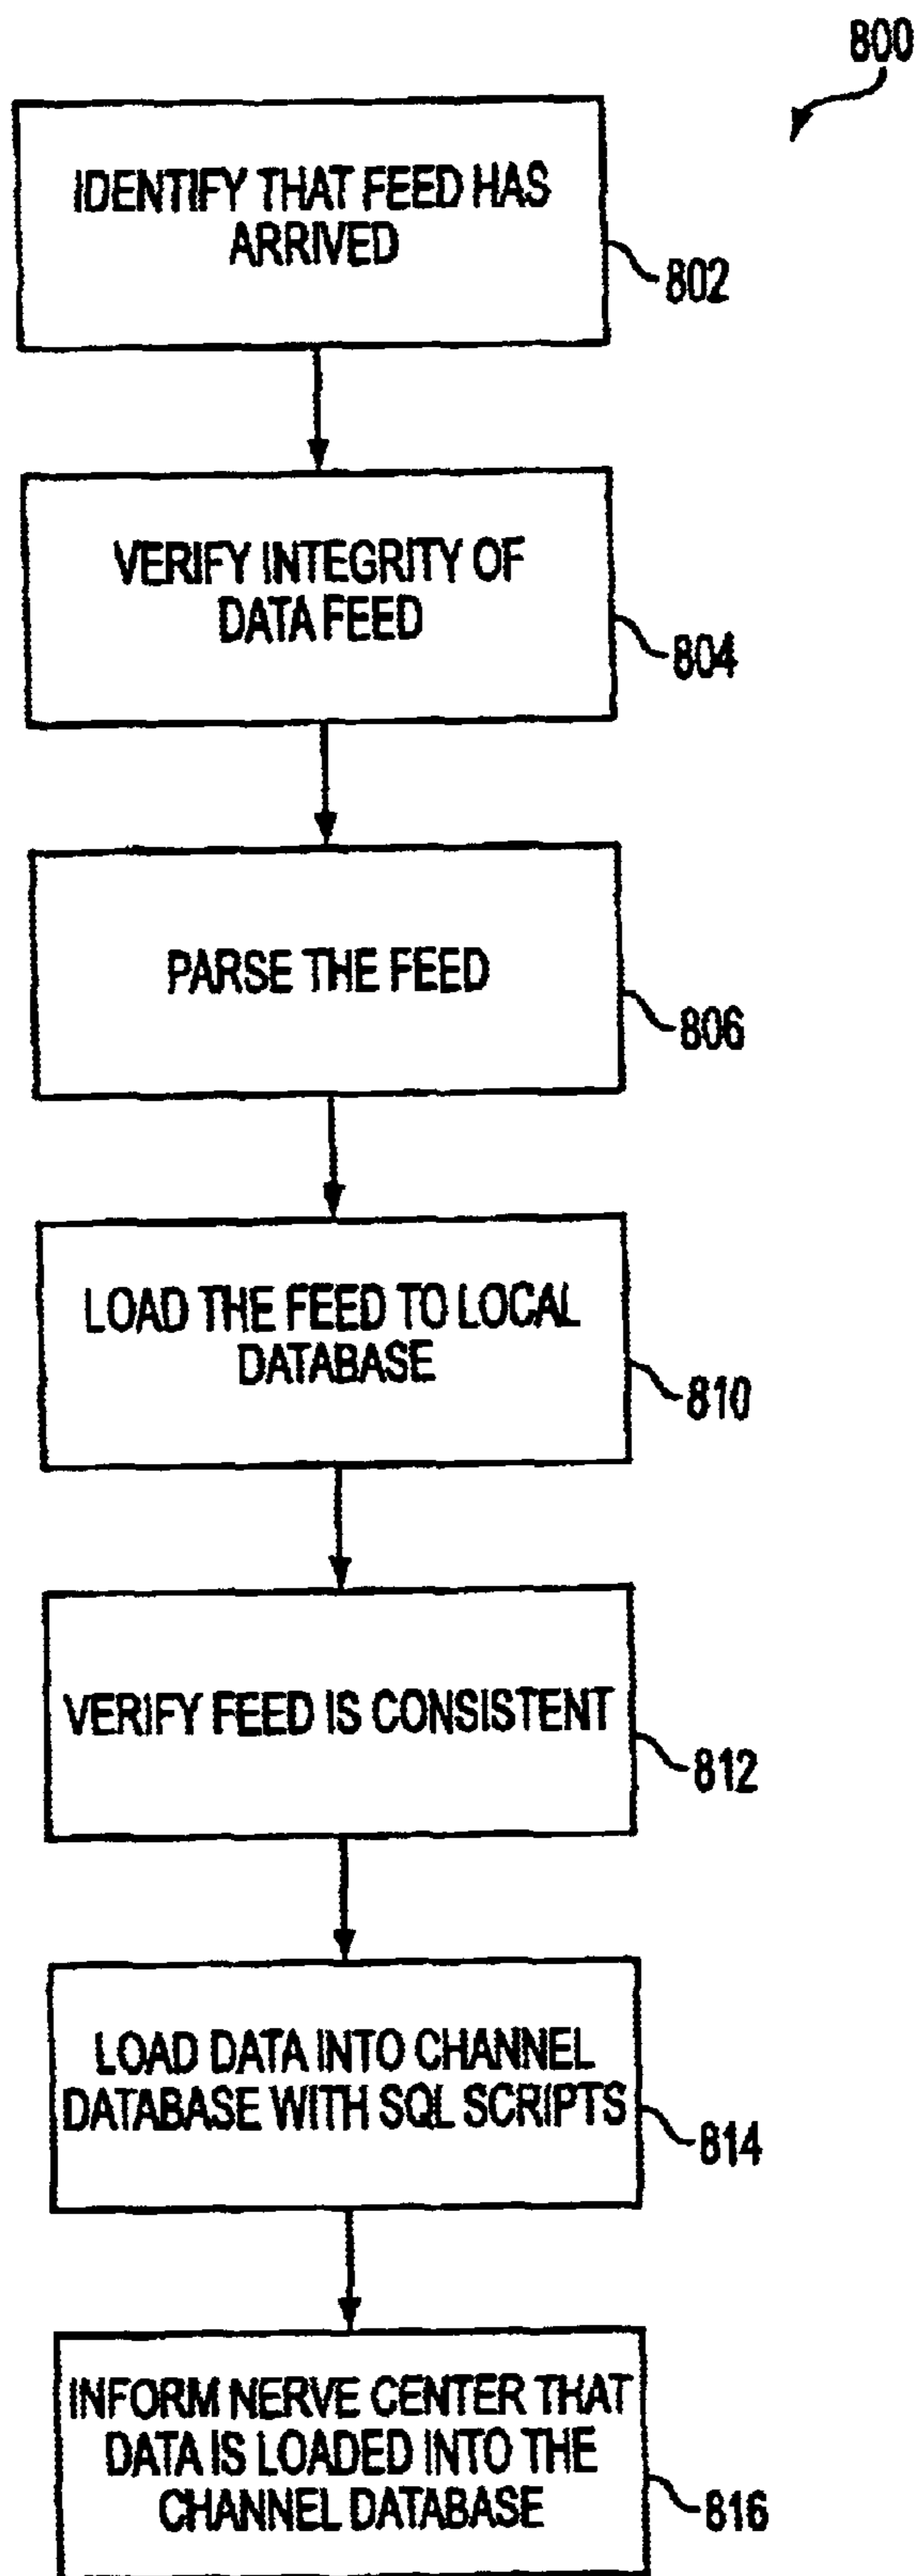 800
IDENTIFY THAT FEED HAS
ARRIVED
802
VERIFY INTEGRITY OF
DATA FEED
804
PARSE THE FEED
806
LOAD THE FEED TO LOCAL
DATABASE
810
VERIFY FEED IS CONSISTENT
812
LOAD DATA INTO CHANNEL
DATABASE WITH SQL SCRIPTS
814
INFORM NERVE CENTER THAT
DATA IS LOADED INTO THE
CHANNEL DATABASE
816